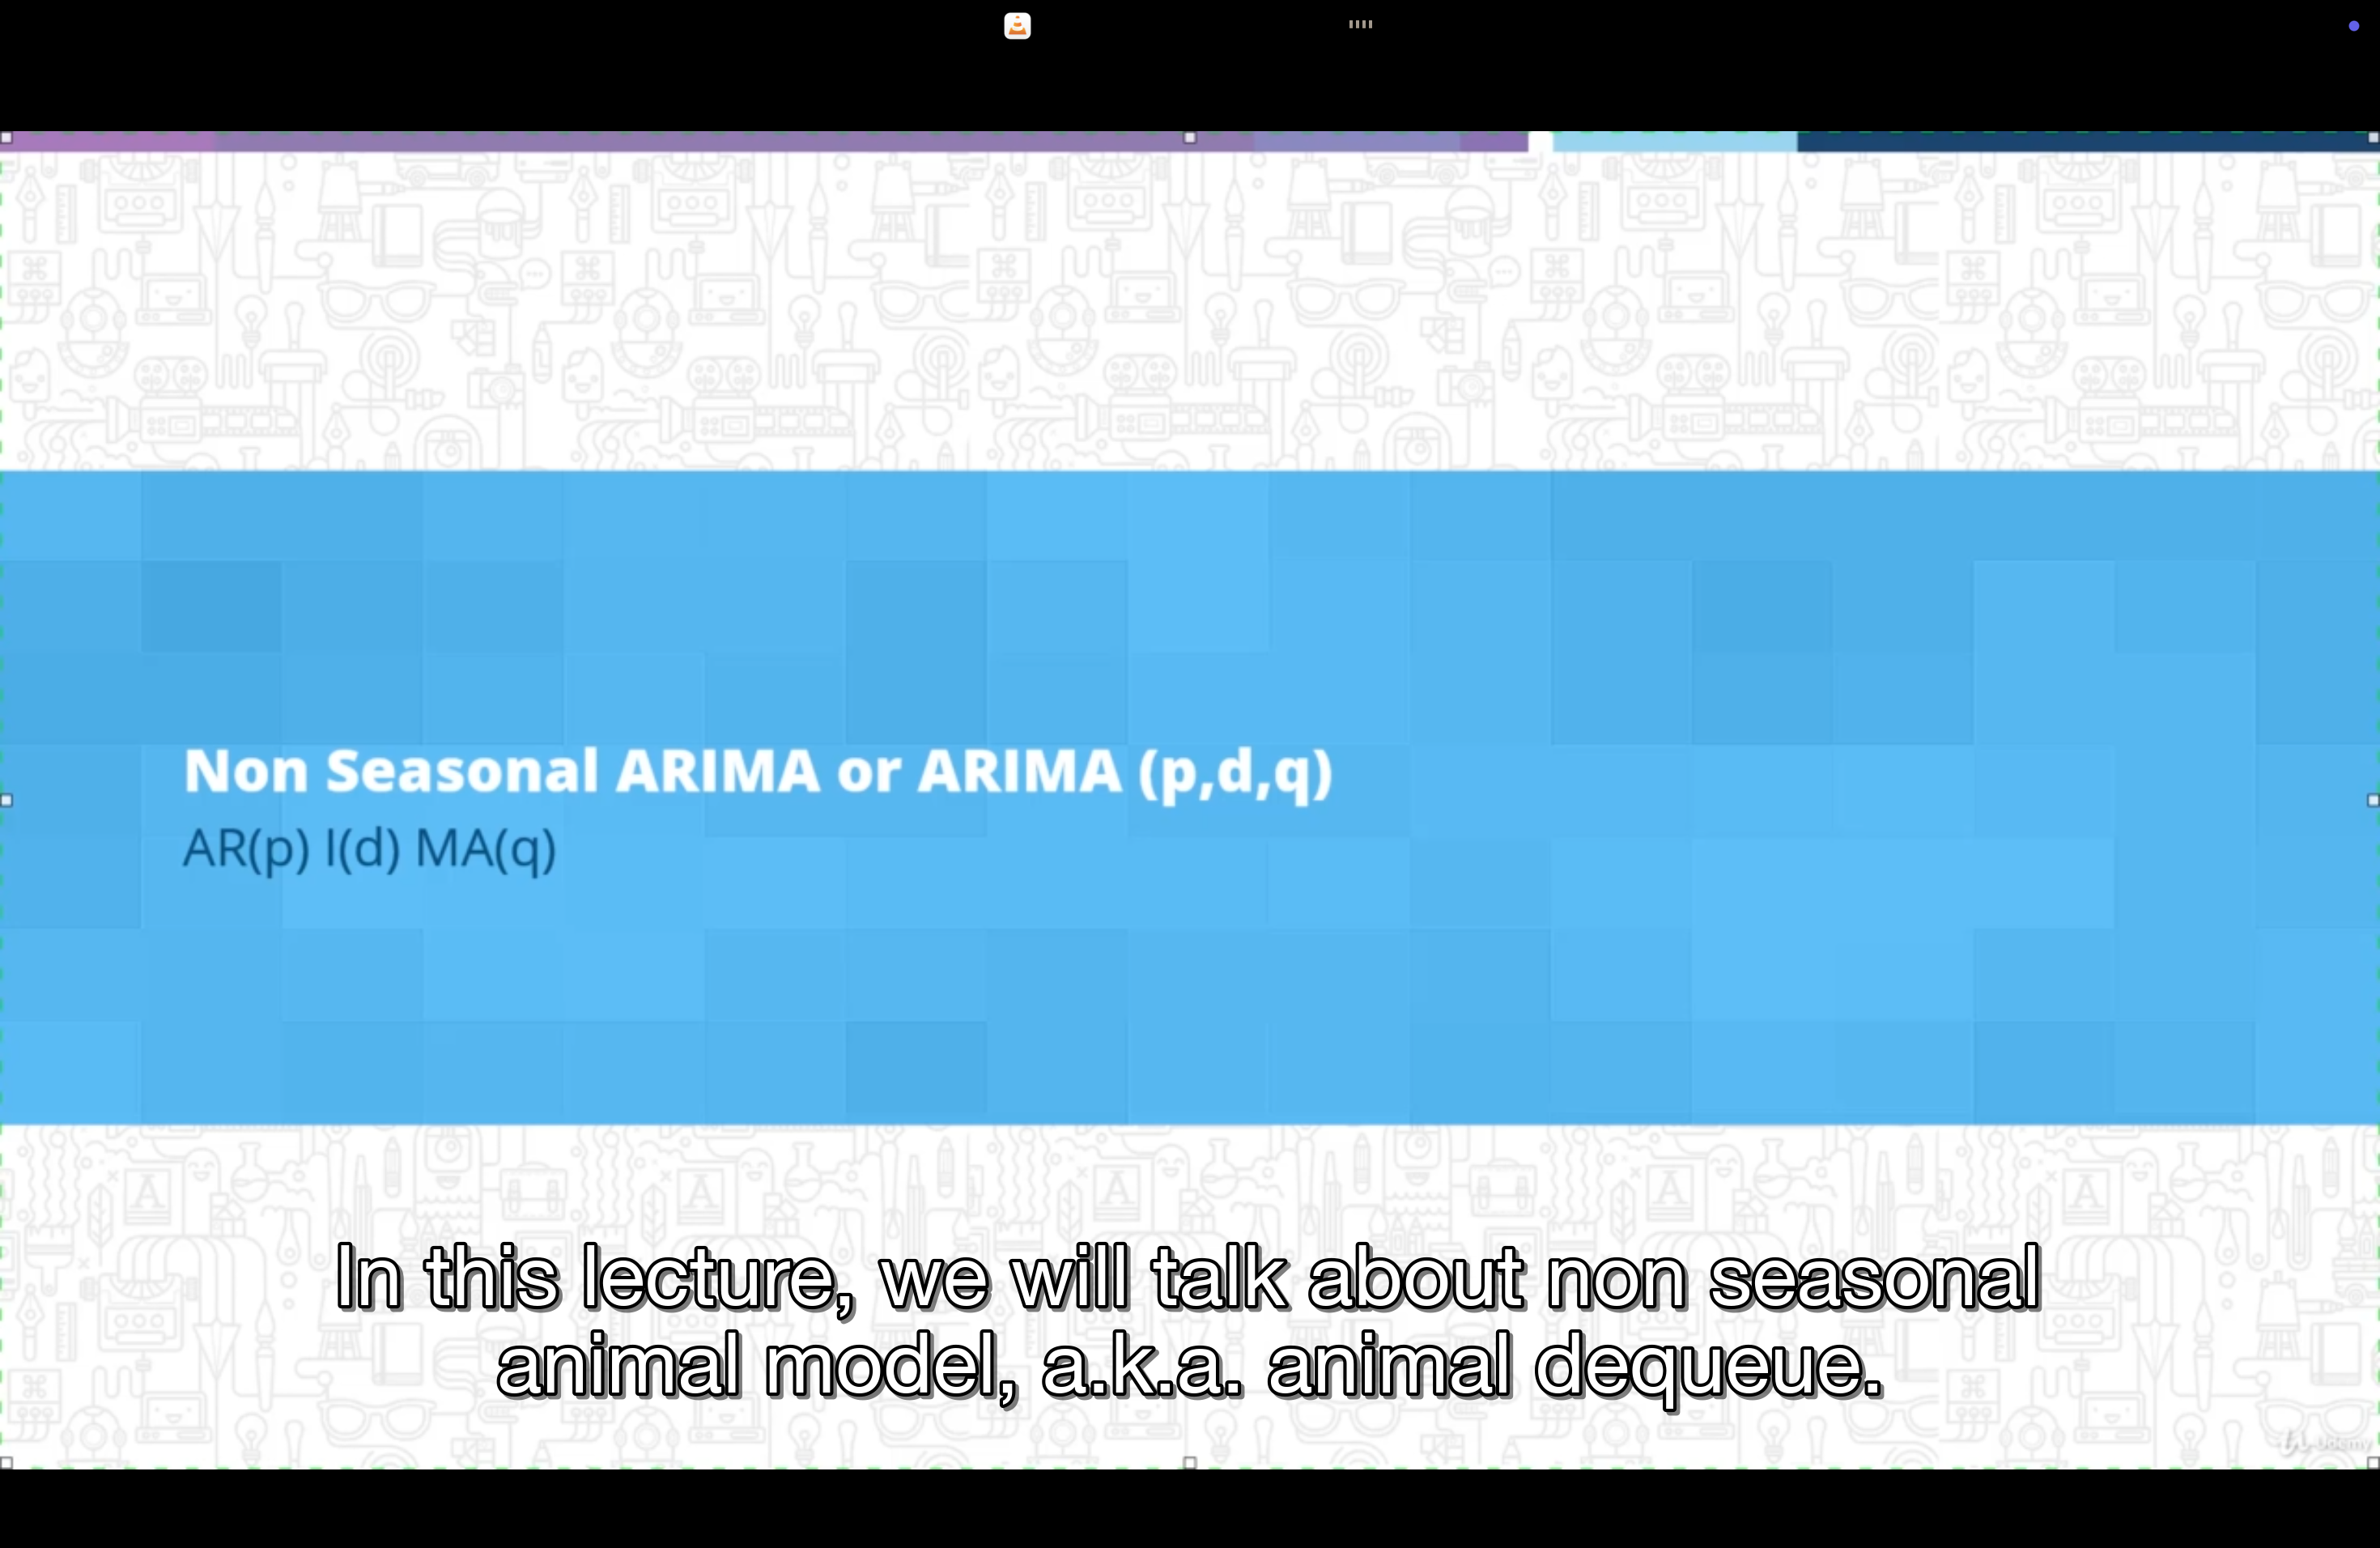 Non Seasonal ARIMA or ARIMA (p,d,q)
AR(p) I(d) MA(q)
In this lecture, we will talk about non seasonal
animal model, a.k.a. animal dequeue.
Udemy